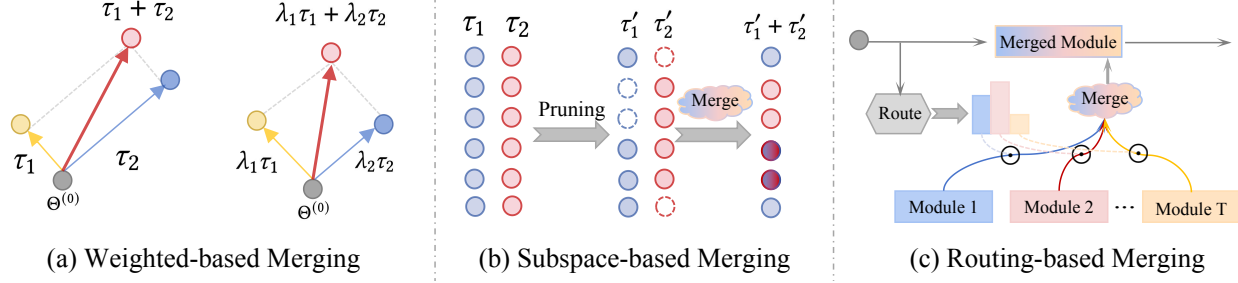 τ₁ + τ₂
τ₁
τ₂
Θ⁽⁰⁾
λ₁τ₁ + λ₂τ₂
λ₁τ₁
λ₂τ₂
Θ⁽⁰⁾
(a) Weighted-based Merging
τ₁ τ₂
Pruning
τ₁′ τ₂′
Merge
τ₁′ + τ₂′
(b) Subspace-based Merging
Merged Module
Route
Merge
Module 1
Module 2
...
Module T
(c) Routing-based Merging